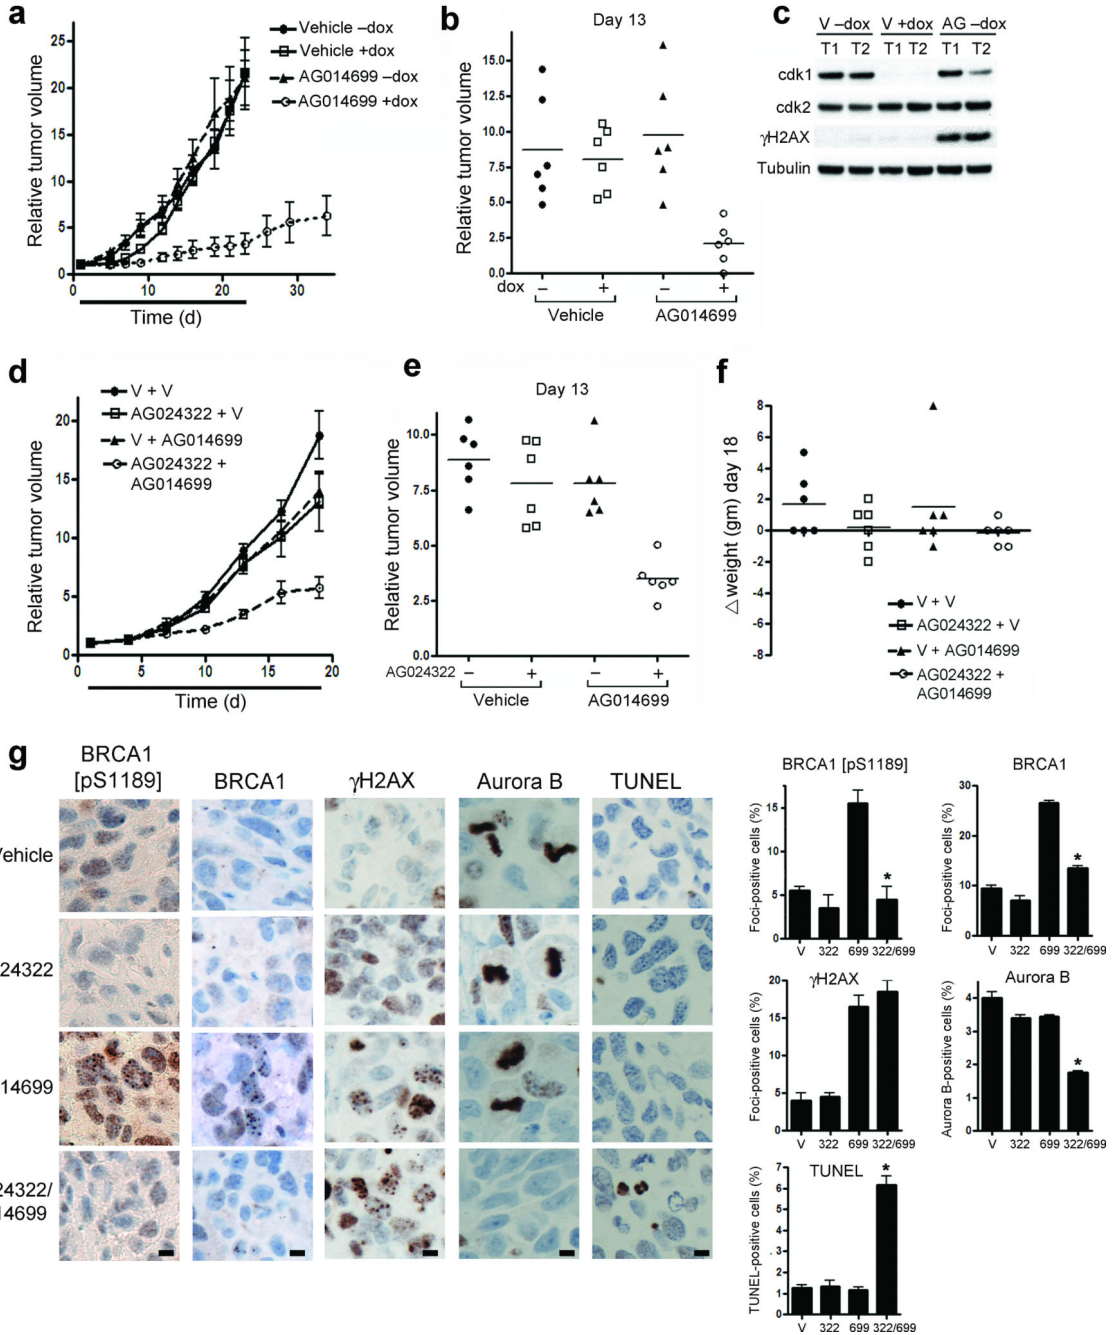 a
Relative tumor volume
25
20
15
10
5
0
0
10
20
30
Time (d)
Vehicle –dox
Vehicle +dox
AG014699 –dox
AG014699 +dox
b
Day 13
Relative tumor volume
15.0
10.0
7.5
5.0
2.5
0.0
dox – + – +
Vehicle AG014699
c
V –dox V +dox AG –dox
T1 T2 T1 T2 T1 T2
cdk1
cdk2
γH2AX
Tubulin
d
V + V
AG024322 + V
V + AG014699
AG024322 +
AG014699
Relative tumor volume
20
15
10
5
0
0 5 10 15 20
Time (d)
e
Day 13
Relative tumor volume
10.0
7.5
5.0
2.5
0.0
AG024322 – + – +
Vehicle AG014699
f
△ weight (gm) day 18
8
6
4
2
0
-2
-4
-6
-8
V + V
AG024322 + V
V + AG014699
AG024322 +
AG014699
g
BRCA1
[pS1189]
BRCA1
γH2AX
Aurora B
TUNEL
ehicle
24322
14699
24322/
14699
BRCA1 [pS1189]
Foci-positive cells (%)
15
10
5
0
*
V 322 699 322/699
BRCA1
Foci-positive cells (%)
30
20
10
0
*
V 322 699 322/699
γH2AX
Foci-positive cells (%)
20
15
10
5
0
V 322 699 322/699
Aurora B
Aurora B-positive cells (%)
4
3
2
1
0
*
V 322 699 322/699
TUNEL
TUNEL-positive cells (%)
7
6
5
4
3
2
1
0
*
V 322 699 322/699